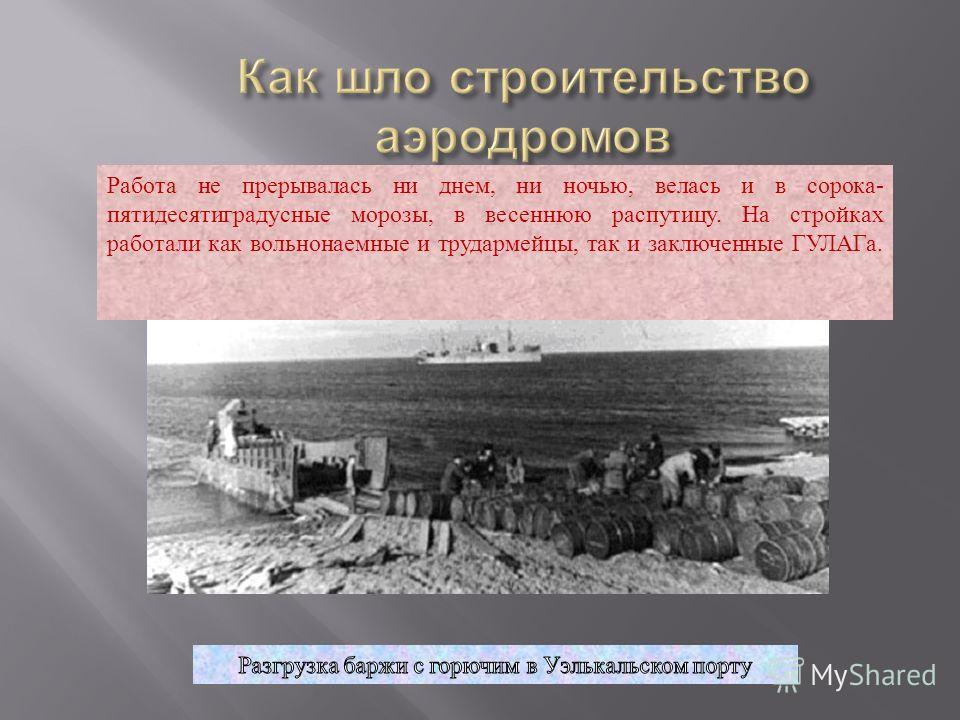 Как шло строительство
аэродромов
Работа не прерывалась ни днем, ни ночью, велась и в сорока-
пятидесятиградусные морозы, в весеннюю распутицу. На стройках
работали как вольнонаемные и трудармейцы, так и заключенные ГУЛАГа.
Разгрузка баржи с горючим в Уэлькальском порту
MyShared